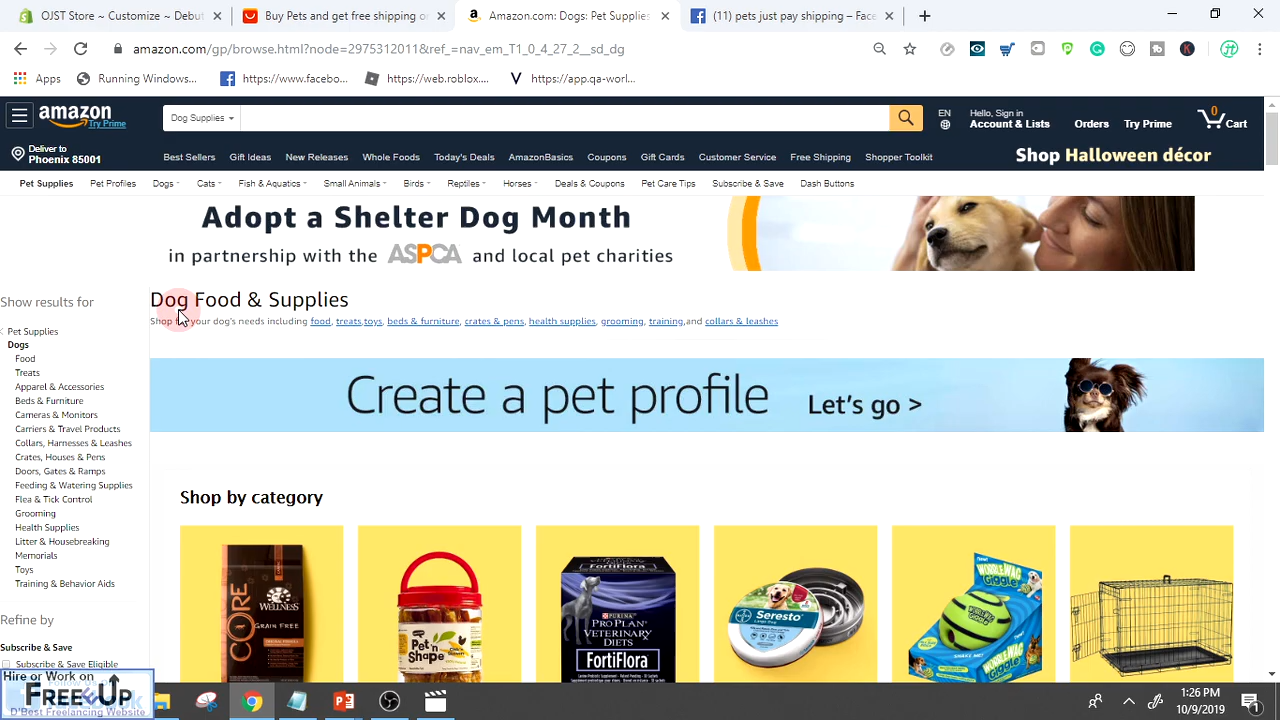 OJST Store – Debut
Buy Pets and get free shipping or
Amazon.com: Dogs: Pet Supplies
(11) pets just pay shipping - Face
amazon.com/gp/browse.html?node=2975312011&ref_=nav_em_T1_0_4_27_2__sd_dg
Apps
Running Windows...
https://www.facebo...
https://web.roblox....
https://app.qa-worl...
amazon
Try Prime
Dog Supplies
EN
Hello, Sign in
Account & Lists
Orders
Try Prime
0
Cart
Deliver to
Phoenix 85001
Best Sellers
Gift Ideas
New Releases
Whole Foods
Today's Deals
AmazonBasics
Coupons
Gift Cards
Customer Service
Free Shipping
Shopper Toolkit
Shop Halloween décor
Pet Supplies
Pet Profiles
Dogs
Cats
Fish & Aquatics
Small Animals
Birds
Reptiles
Horses
Deals & Coupons
Pet Care Tips
Subscribe & Save
Dash Buttons
Adopt a Shelter Dog Month
in partnership with the ASPCA and local pet charities
Show results for
Pet Supplies
Dogs
Food
Treats
Apparel & Accessories
Beds & Furniture
Cameras & Monitors
Carriers & Travel Products
Collars, Harnesses & Leashes
Crates, Houses & Pens
Doors, Gates & Ramps
Feeding & Watering Supplies
Flea & Tick Control
Grooming
Health Supplies
Litter & Housebreaking
Memorials
Toys
Training & Behavior Aids
Refine by
Subscribe & Save
Subscribe & Save Eligible
Dog Food & Supplies
Shop your dog's needs including food, treats,toys, beds & furniture, crates & pens, health supplies, grooming, training,and collars & leashes
Create a pet profile Let's go >
Shop by category
CORE
WELLNESS
GRAIN FREE
Pet'n Shape
FortiFlora
PURINA
PRO PLAN
VETERINARY
DIETS
FortiFlora
Seresto
WOBBLE WAG
Giggle
Hire or Work on
FREEUP
D'Best Freelancing Website
1:26 PM
10/9/2019
1